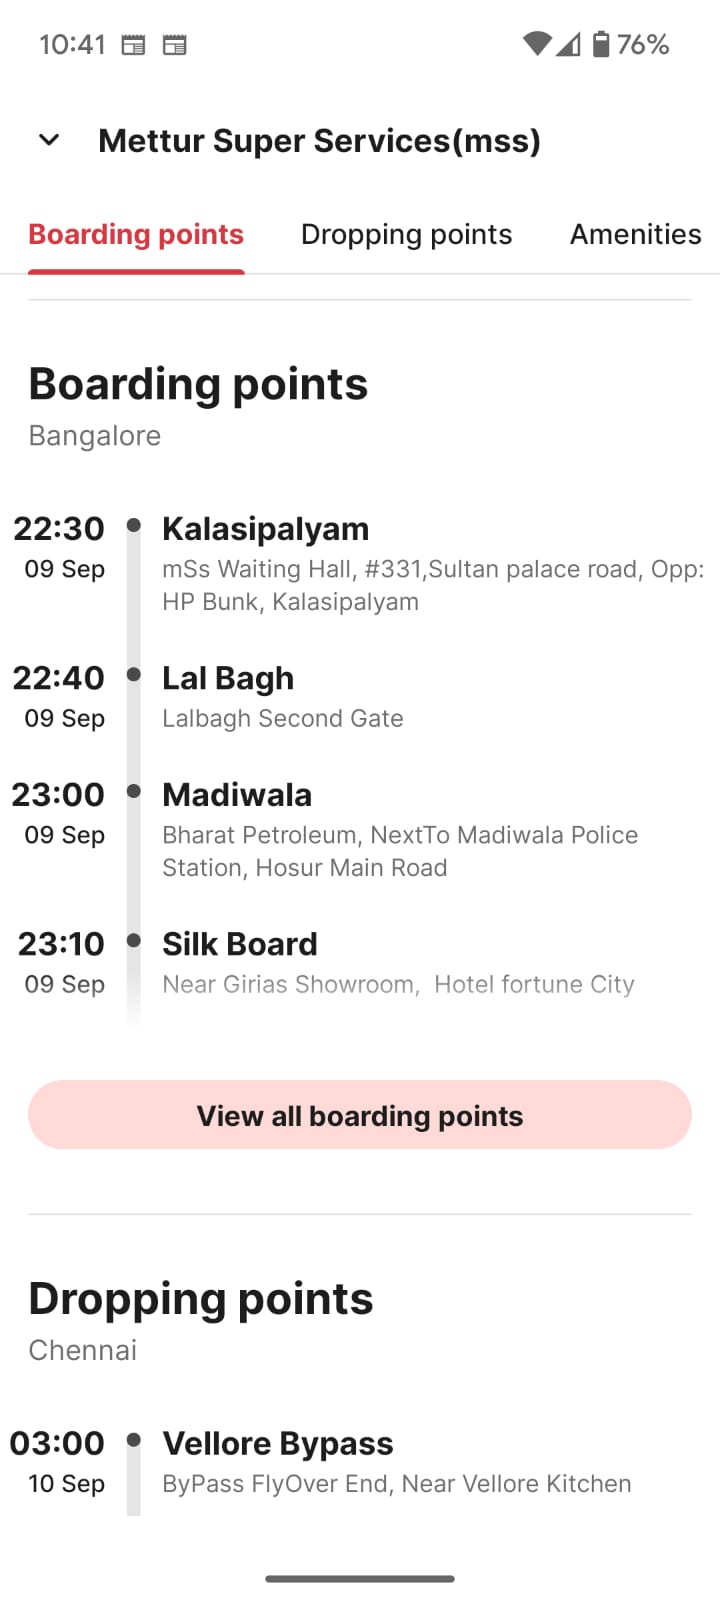 10:41
76%
Mettur Super Services(mss)
Boarding points
Dropping points
Amenities
Boarding points
Bangalore
22:30
Kalasipalyam
09 Sep
mSs Waiting Hall, #331,Sultan palace road, Opp:
HP Bunk, Kalasipalyam
22:40
Lal Bagh
09 Sep
Lalbagh Second Gate
23:00
Madiwala
09 Sep
Bharat Petroleum, NextTo Madiwala Police
Station, Hosur Main Road
23:10
Silk Board
09 Sep
Near Girias Showroom,  Hotel fortune City
View all boarding points
Dropping points
Chennai
03:00
Vellore Bypass
10 Sep
ByPass FlyOver End, Near Vellore Kitchen